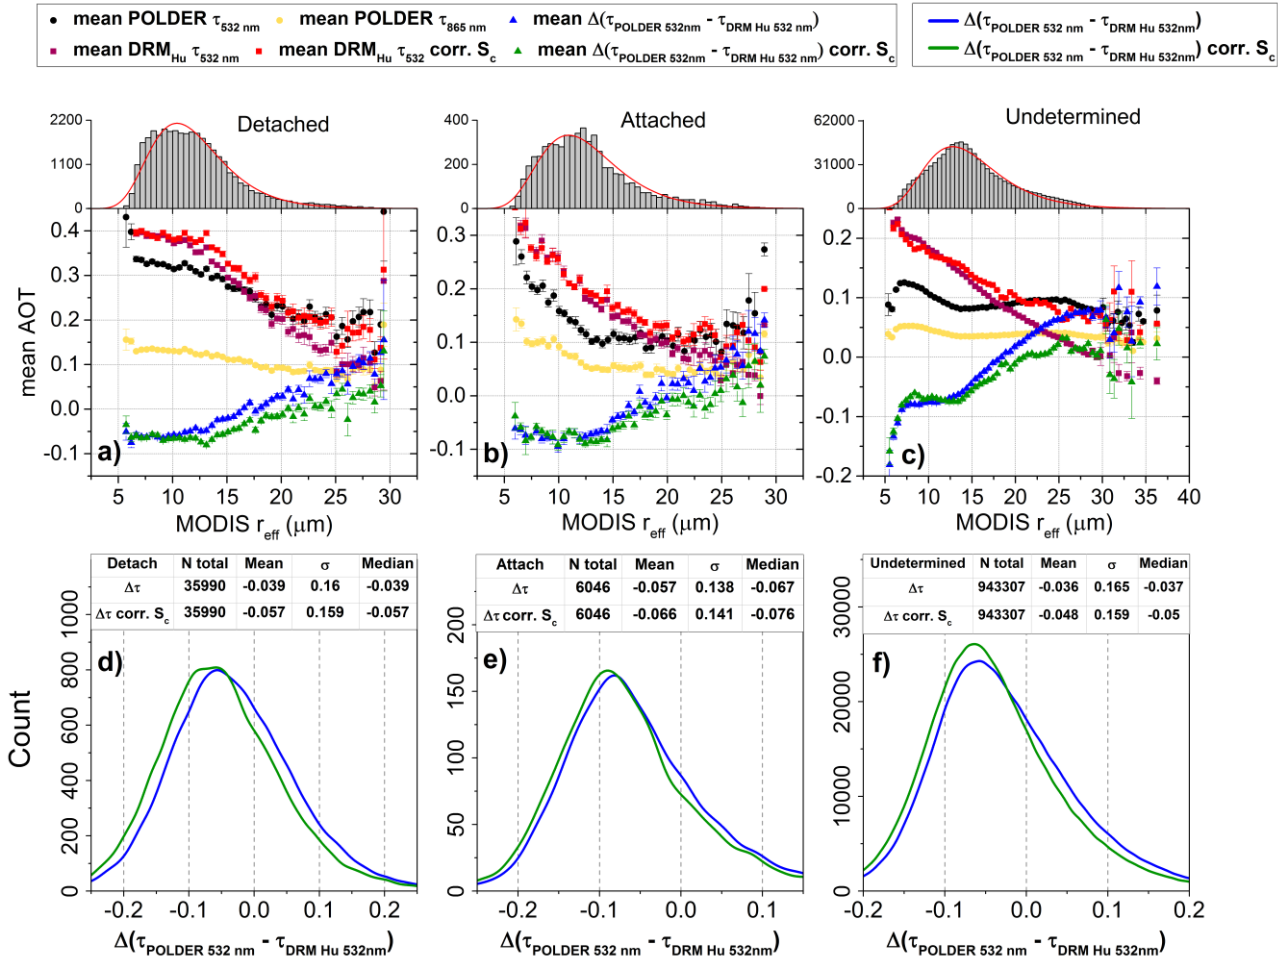 mean POLDER τ532 nm mean POLDER τ865 nm mean Δ(τPOLDER 532nm - τDRM Hu 532nm)
mean DRMHu τ532 nm mean DRMHu τ532 corr. Sc mean Δ(τPOLDER 532nm - τDRM Hu 532nm) corr. Sc
Δ(τPOLDER 532 nm - τDRM Hu 532nm)
Δ(τPOLDER 532 nm - τDRM Hu 532nm) corr. Sc
Detached
2200
1100
0
mean AOT
0.4
0.3
0.2
0.1
0.0
-0.1
a)
5 10 15 20 25 30
MODIS reff (μm)
Attached
400
200
0
0.3
0.2
0.1
0.0
-0.1
b)
5 10 15 20 25 30
MODIS reff (μm)
Undetermined
62000
31000
0
0.2
0.1
0.0
-0.1
-0.2
c)
5 10 15 20 25 30 35 40
MODIS reff (μm)
Detach N total Mean σ Median
Δτ 35990 -0.039 0.16 -0.039
Δτ corr. Sc 35990 -0.057 0.159 -0.057
d)
Count
1000
800
600
400
200
0
-0.2 -0.1 0.0 0.1 0.2
Δ(τPOLDER 532 nm - τDRM Hu 532nm)
Attach N total Mean σ Median
Δτ 6046 -0.057 0.138 -0.067
Δτ corr. Sc 6046 -0.066 0.141 -0.076
e)
200
150
100
50
0
-0.2 -0.1 0.0 0.1
Δ(τPOLDER 532 nm - τDRM Hu 532nm)
Undetermined N total Mean σ Median
Δτ 943307 -0.036 0.165 -0.037
Δτ corr. Sc 943307 -0.048 0.159 -0.05
f)
30000
20000
10000
0
-0.2 -0.1 0.0 0.1 0.2
Δ(τPOLDER 532 nm - τDRM Hu 532nm)